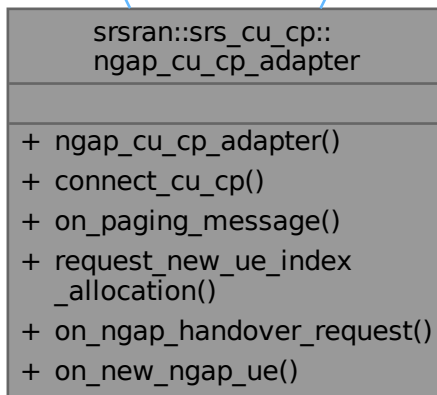 srsran::srs_cu_cp::
ngap_cu_cp_adapter
+ ngap_cu_cp_adapter()
+ connect_cu_cp()
+ on_paging_message()
+ request_new_ue_index
_allocation()
+ on_ngap_handover_request()
+ on_new_ngap_ue()